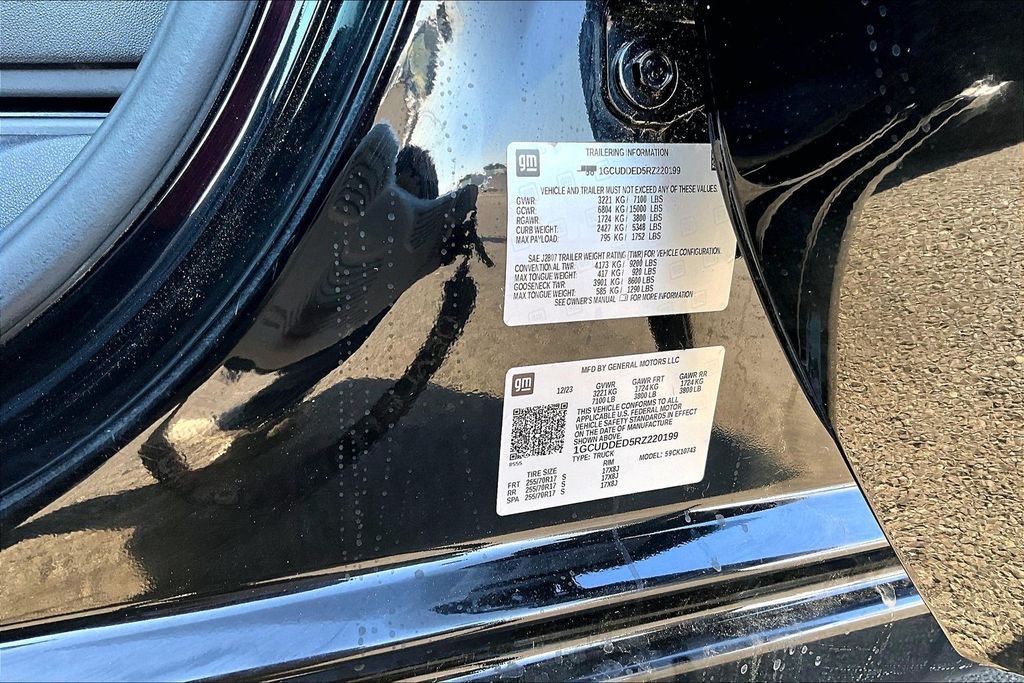 gm
TRAILERING INFORMATION
1GCUDDED5RZ220199
VEHICLE AND TRAILER MUST NOT EXCEED ANY OF THESE VALUES.
GVWR: 3221 KG/ 7100 LBS
GCWR: 6804 KG/ 15000 LBS
RGAWR: 1724 KG/ 3800 LBS
CURB WEIGHT: 2427 KG/ 5348 LBS
MAX PAYLOAD: 795 KG/ 1752 LBS
SAE J2807 TRAILER WEIGHT RATING (TWR) FOR VEHICLE CONFIGURATION.
CONVENTIONAL TWR: 4173 KG/ 9200 LBS
MAX TONGUE WEIGHT: 417 KG/ 920 LBS
GOOSENECK TWR: 3901 KG/ 8600 LBS
MAX TONGUE WEIGHT: 585 KG/ 1290 LBS
SEE OWNER'S MANUAL FOR MORE INFORMATION
gm
MFD BY GENERAL MOTORS LLC
12/23 GVWR GAWR FRT GAWR RR
3221 KG 1724 KG 1724 KG
7100 LB 3800 LB 3800 LB
THIS VEHICLE CONFORMS TO ALL
APPLICABLE U.S. FEDERAL MOTOR
VEHICLE SAFETY STANDARDS IN EFFECT
ON THE DATE OF MANUFACTURE
SHOWN ABOVE.
1GCUDDED5RZ220199
TYPE: TRUCK MODEL: 59CK10743
TIRE SIZE RIM
FRT 255/70R17 S 17X8J
RR 255/70R17 S 17X8J
SPA 255/70R17 S 17X8J